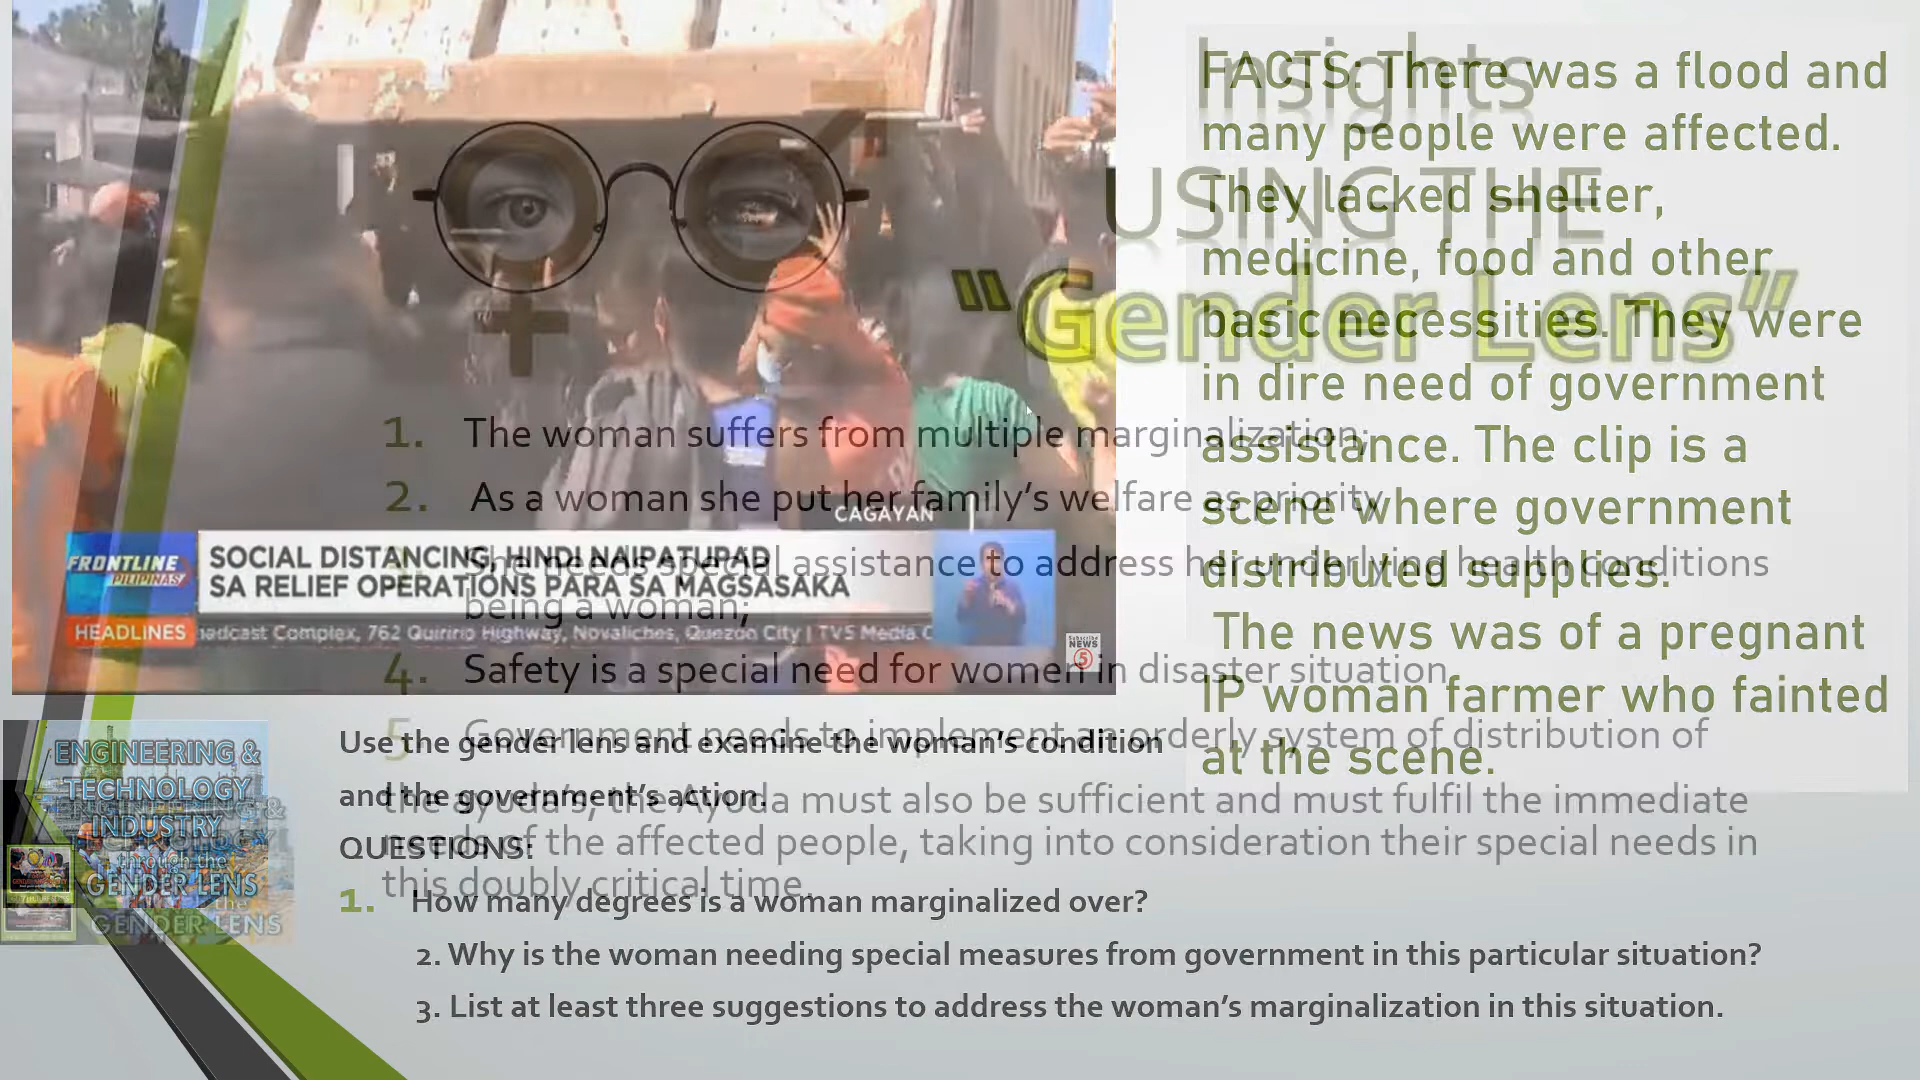 Insights
USING THE
"Gender Lens"
FACTS: There was a flood and
many people were affected.
They lacked shelter,
medicine, food and other
basic necessities. They were
in dire need of government
assistance. The clip is a
scene where government
distributed supplies.
The news was of a pregnant
IP woman farmer who fainted
at the scene.
1. The woman suffers from multiple marginalization;
2. As a woman she put her family's welfare as priority
She needs special assistance to address her underlying health conditions
being a woman;
4. Safety is a special need for women in disaster situation
5 Government needs to implement an orderly system of distribution of
the ayuda's, the Ayuda must also be sufficient and must fulfil the immediate
needs of the affected people, taking into consideration their special needs in
this doubly critical time.
CAGAYAN
FRONTLINE
PILIPINAS
SOCIAL DISTANCING, HINDI NAIPATUPAD
SA RELIEF OPERATIONS PARA SA MAGSASAKA
HEADLINES
adcast Complex, 762 Quirino Highway, Novaliches, Quezon City | TV5 Media C
Subscribe
NEWS
5
Use the gender lens and examine the woman's condition
and the government's action.
QUESTIONS:
1. How many degrees is a woman marginalized over?
2. Why is the woman needing special measures from government in this particular situation?
3. List at least three suggestions to address the woman's marginalization in this situation.
ENGINEERING &
TECHNOLOGY
INDUSTRY
through the
GENDER LENS
ENGINEERING &
TECHNOLOGY
the
GENDER LENS